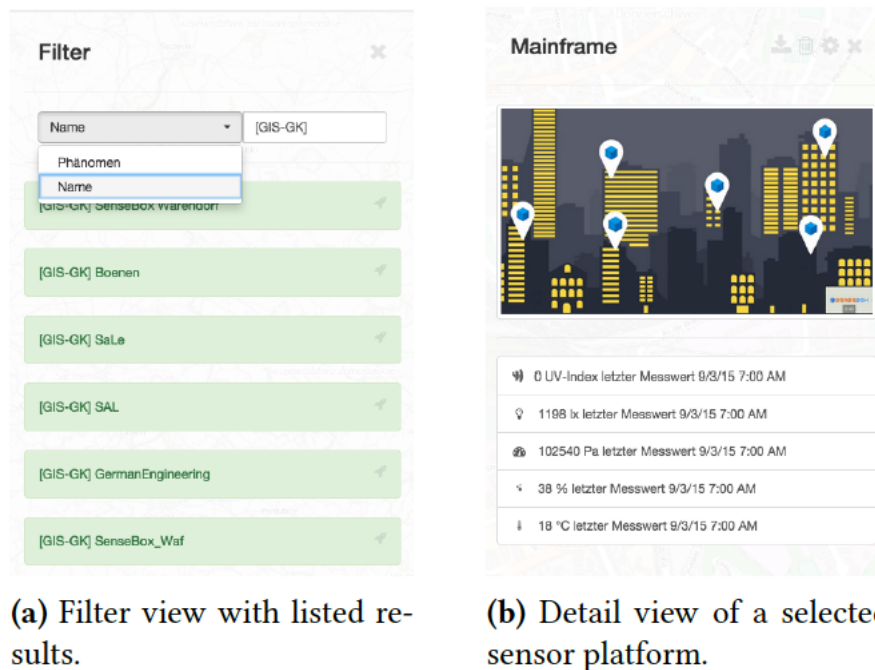 Filter
Name
[GIS-GK]
Phänomen
Name
[GIS-GK] SenseBox Warendorf
[GIS-GK] Boenen
[GIS-GK] SaLe
[GIS-GK] SAL
[GIS-GK] GermanEngineering
[GIS-GK] SenseBox_Waf
(a) Filter view with listed re-
sults.
Mainframe
0 UV-Index letzter Messwert 9/3/15 7:00 AM
1198 lx letzter Messwert 9/3/15 7:00 AM
102540 Pa letzter Messwert 9/3/15 7:00 AM
38 % letzter Messwert 9/3/15 7:00 AM
18 °C letzter Messwert 9/3/15 7:00 AM
(b) Detail view of a selected
sensor platform.